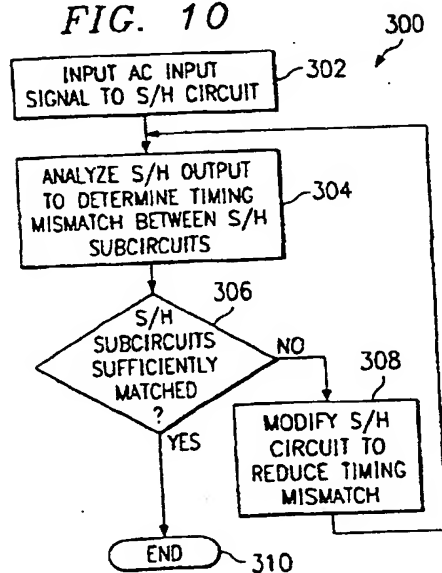 FIG. 10
300
INPUT AC INPUT
SIGNAL TO S/H CIRCUIT
302
ANALYZE S/H OUTPUT
TO DETERMINE TIMING
MISMATCH BETWEEN S/H
SUBCIRCUITS
304
306
S/H
SUBCIRCUITS
SUFFICIENTLY
MATCHED
?
NO
YES
308
MODIFY S/H
CIRCUIT TO
REDUCE TIMING
MISMATCH
END
310